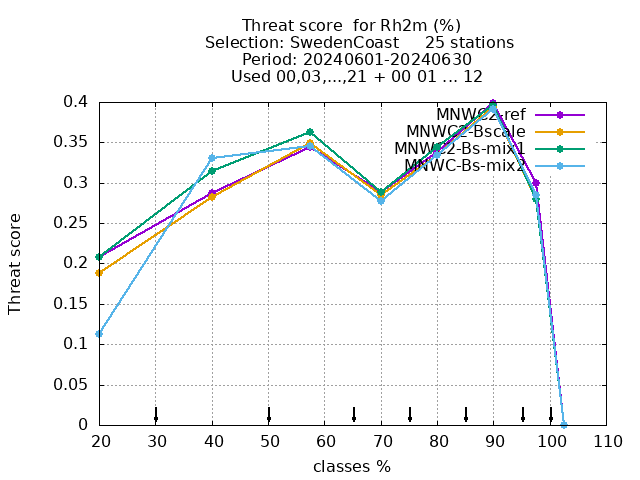 Threat score  for Rh2m (%)
Selection: SwedenCoast     25 stations
Period: 20240601-20240630
Used 00,03,...,21 + 00 01 ... 12
MNWC2-ref
MNWC2-Bscale
MNWC2-Bs-mix1
MNWC-Bs-mix2
Threat score
0.4
0.35
0.3
0.25
0.2
0.15
0.1
0.05
0
20 30 40 50 60 70 80 90 100 110
classes %